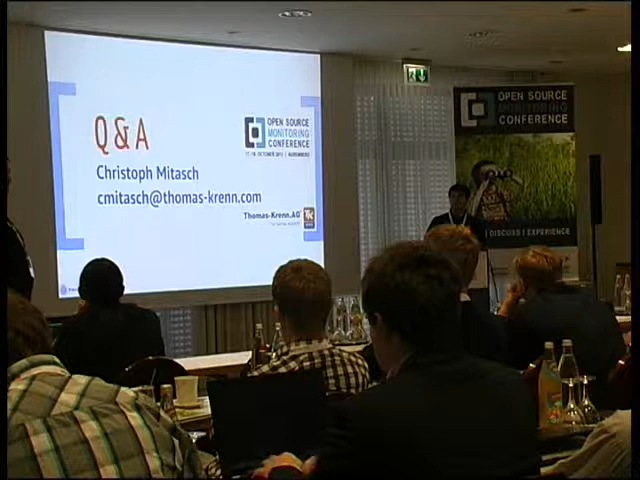 Q & A
OPEN SOURCE
MONITORING
CONFERENCE
Christoph Mitasch
cmitasch@thomas-krenn.com
Thomas-Krenn.AG
OPEN SOURCE
MONITORING
CONFERENCE
DISCUSS | EXPERIENCE